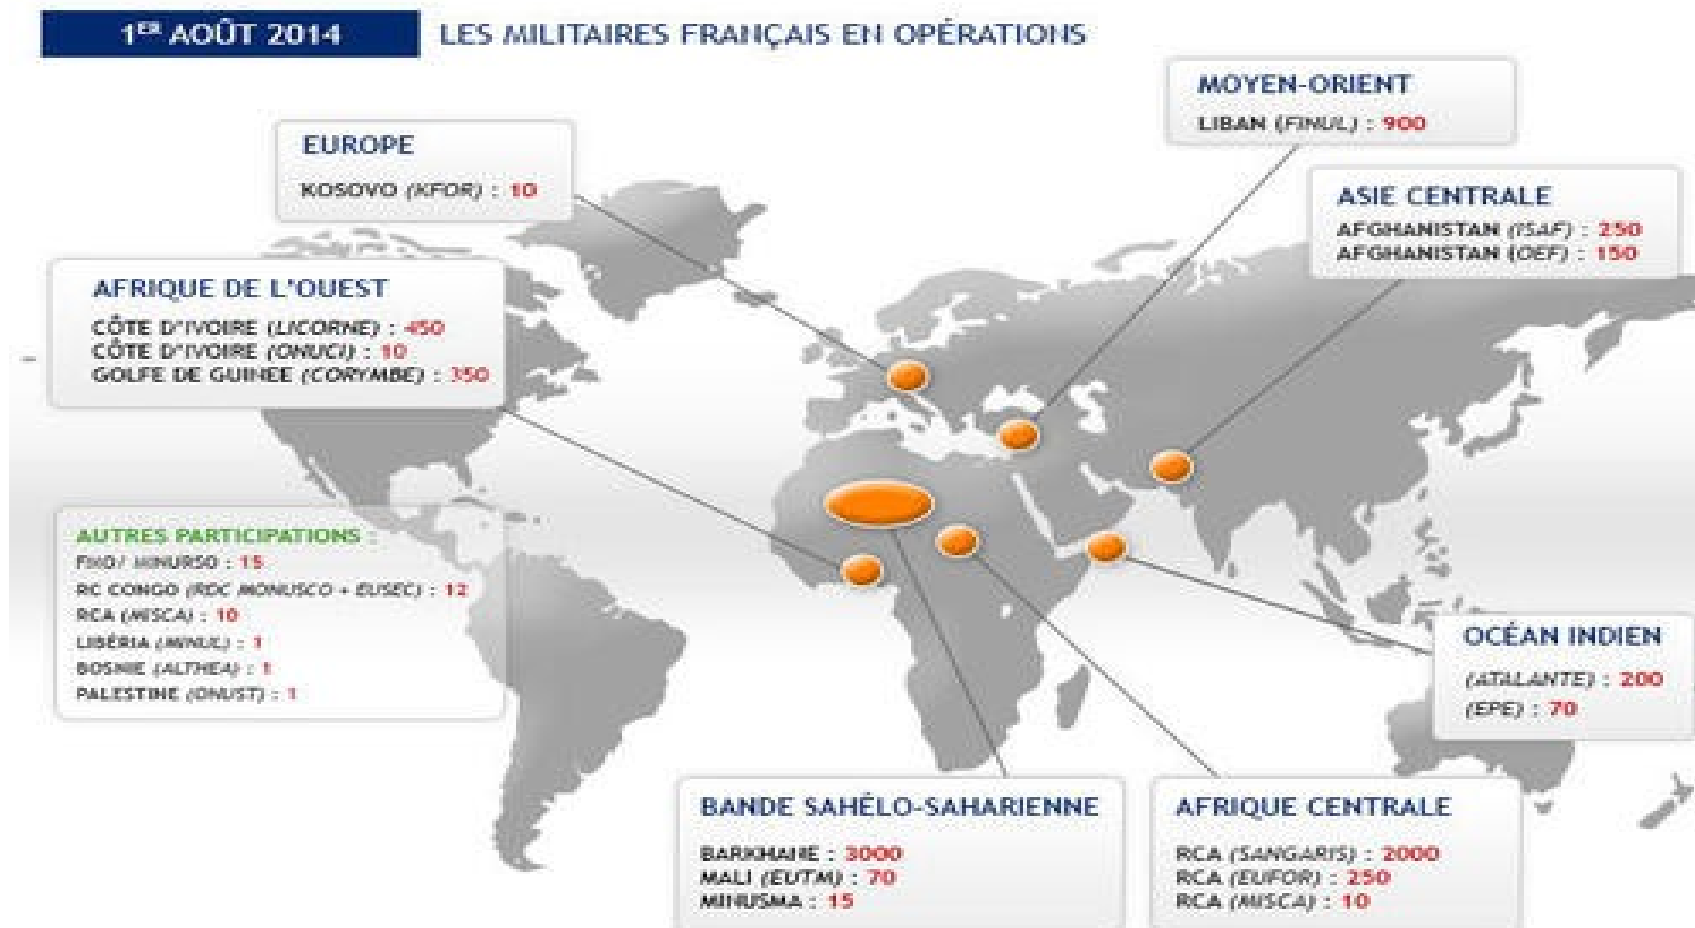 1ER AOÛT 2014
LES MILITAIRES FRANÇAIS EN OPÉRATIONS
MOYEN-ORIENT
LIBAN (FINUL) : 900
EUROPE
KOSOVO (KFOR) : 10
ASIE CENTRALE
AFGHANISTAN (ISAF) : 250
AFGHANISTAN (OEF) : 150
AFRIQUE DE L'OUEST
CÔTE D'IVOIRE (LICORNE) : 450
CÔTE D'IVOIRE (ONUCI) : 10
GOLFE DE GUINEE (CORYMBE) : 350
AUTRES PARTICIPATIONS :
MINURSO : 15
RC CONGO (RDC MONUSCO + EUSEC) : 12
RCA (MISCA) : 10
LIBÉRIA (MINUL) : 1
BOSNIE (ALTHEA) : 1
PALESTINE (ONUST) : 1
OCÉAN INDIEN
(ATALANTE) : 200
(EPE) : 70
BANDE SAHÉLO-SAHARIENNE
BARKHANE : 3000
MALI (EUTM) : 70
MINUSMA : 15
AFRIQUE CENTRALE
RCA (SANGARIS) : 2000
RCA (EUFOR) : 250
RCA (MISCA) : 10